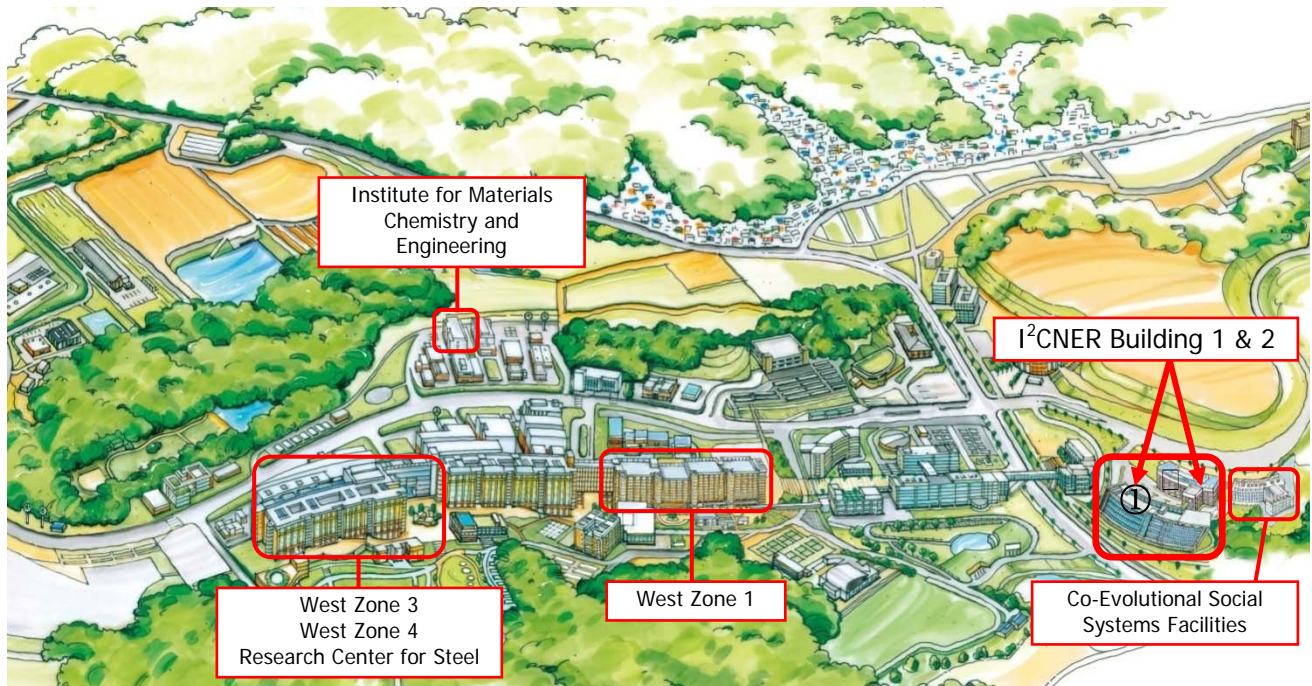 Institute for Materials
Chemistry and
Engineering
I²CNER Building 1 & 2
①
West Zone 3
West Zone 4
Research Center for Steel
West Zone 1
Co-Evolutional Social
Systems Facilities